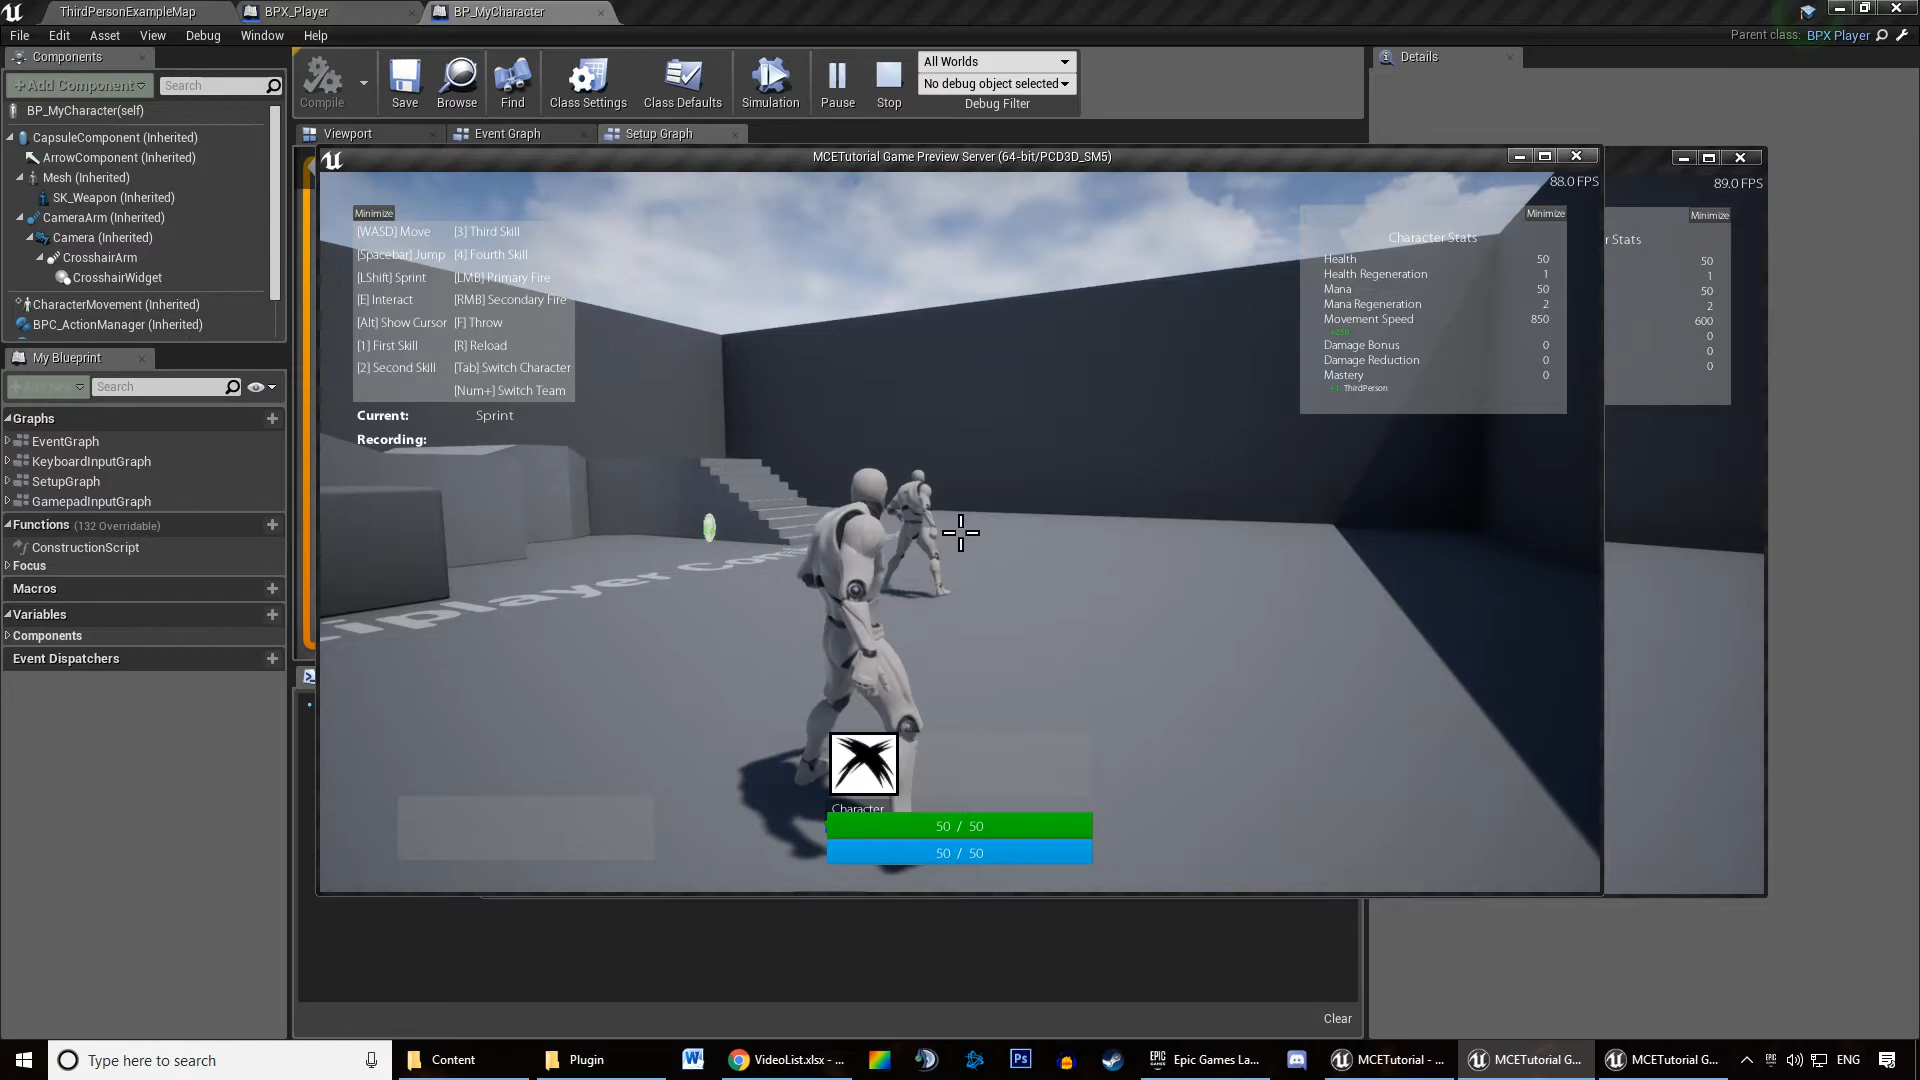 ThirdPersonExampleMap
BPX_Player
BP_MyCharacter
File Edit Asset View Debug Window Help
Parent class: BPX Player
Components
Details
+Add Component
Search
BP_MyCharacter(self)
CapsuleComponent (Inherited)
ArrowComponent (Inherited)
Mesh (Inherited)
SK_Weapon (Inherited)
CameraArm (Inherited)
Camera (Inherited)
CrosshairArm
CrosshairWidget
CharacterMovement (Inherited)
BPC_ActionManager (Inherited)
Compile
Save
Browse
Find
Class Settings
Class Defaults
Simulation
Pause
Stop
All Worlds
No debug object selected
Debug Filter
Viewport
Event Graph
Setup Graph
My Blueprint
Search
Graphs
EventGraph
KeyboardInputGraph
SetupGraph
GamepadInputGraph
Functions (132 Overridable)
ConstructionScript
Focus
Macros
Variables
Components
Event Dispatchers
MCETutorial Game Preview Server (64-bit/PCD3D_SM5)
88.0 FPS
89.0 FPS
Minimize
[WASD] Move
[Spacebar] Jump
[LShift] Sprint
[E] Interact
[Alt] Show Cursor
[1] First Skill
[2] Second Skill
[3] Third Skill
[4] Fourth Skill
[LMB] Primary Fire
[RMB] Secondary Fire
[F] Throw
[R] Reload
[Tab] Switch Character
[Num+] Switch Team
Current: Sprint
Recording:
Minimize
Character Stats
Health 50
Health Regeneration 1
Mana 50
Mana Regeneration 2
Movement Speed 850
+250
Damage Bonus 0
Damage Reduction 0
Mastery 0
ThirdPerson
Minimize
r Stats
50
1
50
2
600
0
0
0
Character
50 / 50
50 / 50
Clear
Type here to search
Content
Plugin
VideoList.xlsx - ...
Ps
Epic Games La...
MCETutorial - ...
MCETutorial G...
MCETutorial G...
ENG